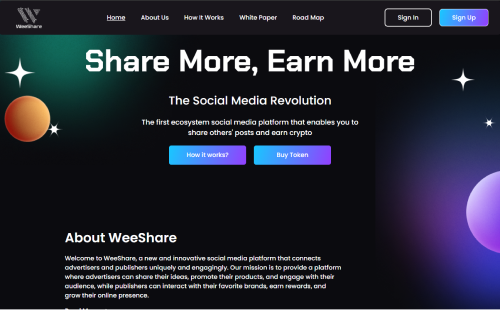 WeeShare
Home
About Us
How it Works
White Paper
Road Map
Sign In
Sign Up
Share More, Earn More
The Social Media Revolution
The first ecosystem social media platform that enables you to
share others' posts and earn crypto
How it works?
Buy Token
About WeeShare
Welcome to WeeShare, a new and innovative social media platform that connects
advertisers and publishers uniquely and engagingly. Our mission is to provide a platform
where advertisers can share their ideas, promote their products, and engage with their
audience, while publishers can interact with their favorite brands, earn rewards, and
grow their online presence.